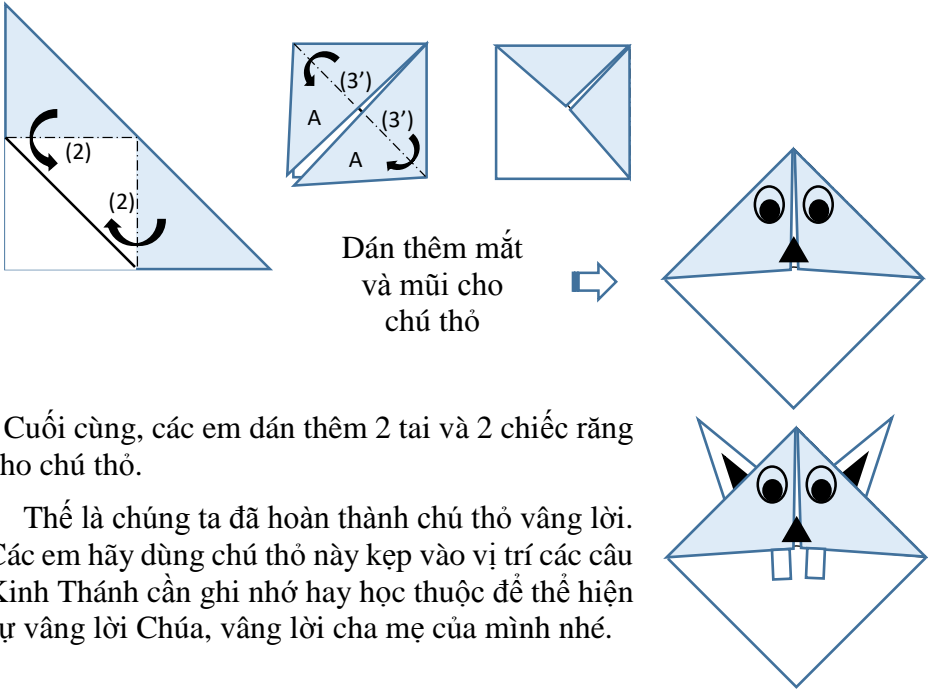 (2)
(2)
(3’)
A
(3’)
A
Dán thêm mắt
và mũi cho
chú thỏ
Cuối cùng, các em dán thêm 2 tai và 2 chiếc răng
ho chú thỏ.
Thế là chúng ta đã hoàn thành chú thỏ vâng lời.
Các em hãy dùng chú thỏ này kẹp vào vị trí các câu
Kinh Thánh cần ghi nhớ hay học thuộc để thể hiện
ự vâng lời Chúa, vâng lời cha mẹ của mình nhé.